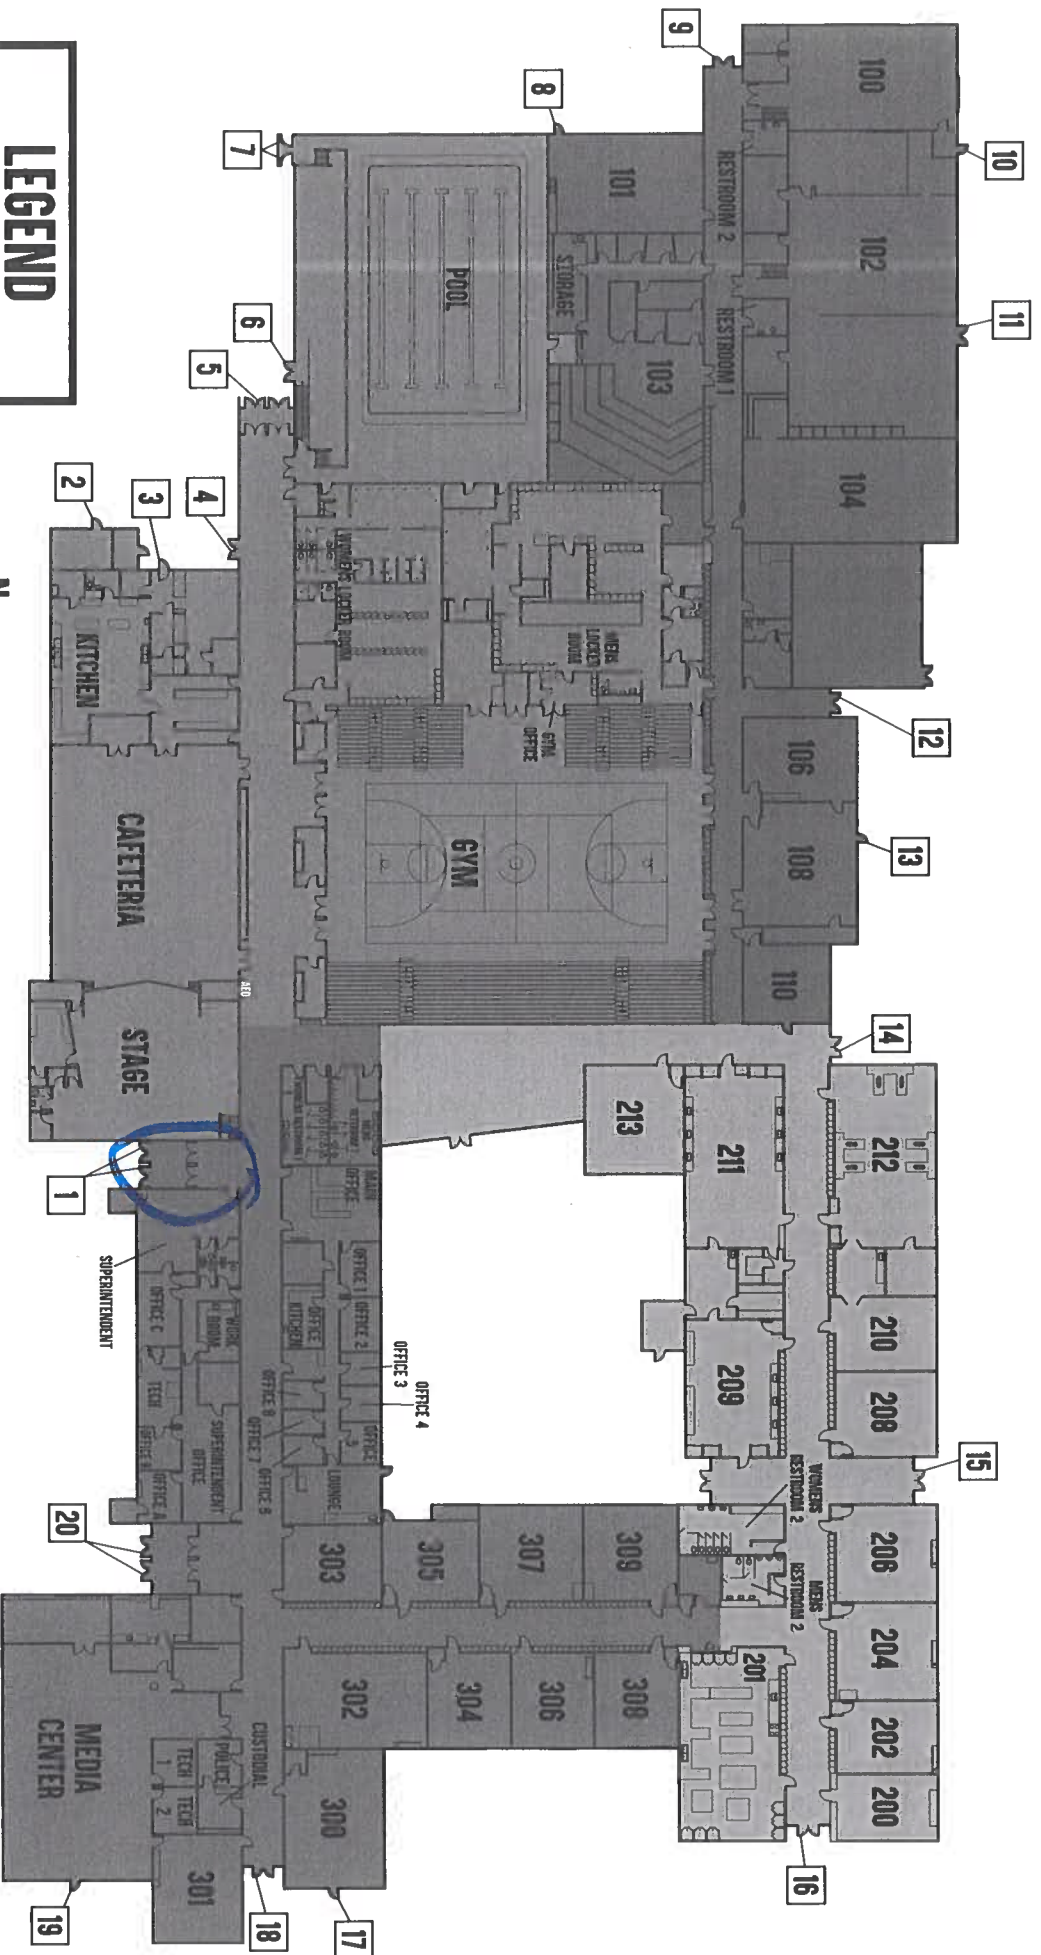 LEGEND
N
9
10
11
8
7
6
5
4
3
2
12
13
14
15
16
17
18
19
20
1
100
102
104
RESTROOM 2
RESTROOM 1
101
STORAGE
103
POOL
WOMENS LOCKER ROOM
MENS
LOCKER
ROOM
GYM
OFFICE
GYM
106
108
110
KITCHEN
CAFETERIA
AED
STAGE
MAIN
OFFICE
OFFICE 1
OFFICE 2
OFFICE 3
OFFICE 4
OFFICE
5
OFFICE
KITCHEN
OFFICE 8
OFFICE 7
OFFICE 6
LOUNGE
SUPERINTENDENT
OFFICE C
WORK
ROOM
TECH
SUPERINTENDENT
OFFICE
OFFICE B
OFFICE A
213
211
212
210
208
209
WOMENS
RESTROOM 2
MENS
RESTROOM 2
206
204
202
200
201
303
305
307
309
302
304
306
308
300
301
MEDIA
CENTER
TECH
1
TECH
2
POLICE
CUSTODIAL